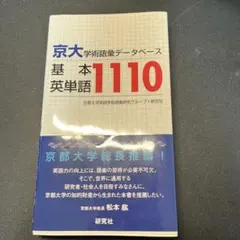 京大学術語彙データベース
基本
英単語1110
京都大学英語学術語彙研究グループ+研究社
京都大学総長推薦！
英語力の向上には、語彙の習得が必要不可欠。
そこで、世界に通用する
研究者・社会人を目指すみなさんに、
京都大学の知的財産から生まれた本書を推薦したい。
京都大学総長 松本 紘
研究社